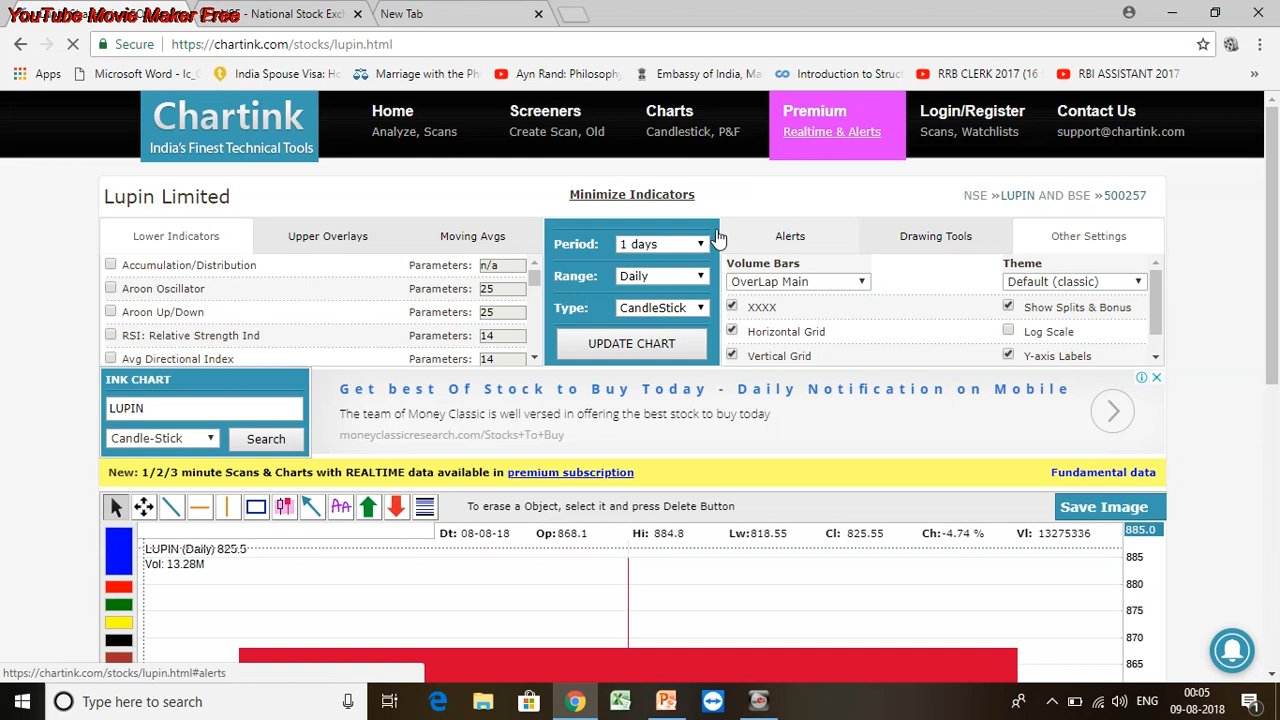 YouTube Movie Maker Free
- National Stock Exch
New Tab
Secure
https://chartink.com/stocks/lupin.html
Apps
Microsoft Word - Ic_
India Spouse Visa: Ho
Marriage with the Ph
Ayn Rand: Philosophy
Embassy of India, Ma
Introduction to Struct
RRB CLERK 2017 (16 S
RBI ASSISTANT 2017
»
Chartink
India's Finest Technical Tools
Home
Analyze, Scans
Screeners
Create Scan, Old
Charts
Candlestick, P&F
Premium
Realtime & Alerts
Login/Register
Scans, Watchlists
Contact Us
support@chartink.com
Lupin Limited
Minimize Indicators
NSE »LUPIN AND BSE »500257
Lower Indicators
Upper Overlays
Moving Avgs
Period:
1 days
Alerts
Drawing Tools
Other Settings
Accumulation/Distribution
Parameters:
n/a
Aroon Oscillator
Parameters:
25
Aroon Up/Down
Parameters:
25
RSI: Relative Strength Ind
Parameters:
14
Avg Directional Index
Parameters:
14
Range:
Daily
Type:
CandleStick
UPDATE CHART
Volume Bars
OverLap Main
XXXX
Horizontal Grid
Vertical Grid
Theme
Default (classic)
Show Splits & Bonus
Log Scale
Y-axis Labels
INK CHART
LUPIN
Candle-Stick
Search
Get best Of Stock to Buy Today - Daily Notification on Mobile
The team of Money Classic is well versed in offering the best stock to buy today
moneyclassicresearch.com/Stocks+To+Buy
New: 1/2/3 minute Scans & Charts with REALTIME data available in premium subscription
Fundamental data
To erase a Object, select it and press Delete Button
Save Image
Dt: 08-08-18
Op:868.1
Hi: 884.8
Lw:818.55
Cl: 825.55
Ch:-4.74 %
Vl: 13275336
885.0
LUPIN (Daily) 825.5
Vol: 13.28M
885
880
875
870
865
https://chartink.com/stocks/lupin.html#alerts
Type here to search
ENG
00:05
09-08-2018
1